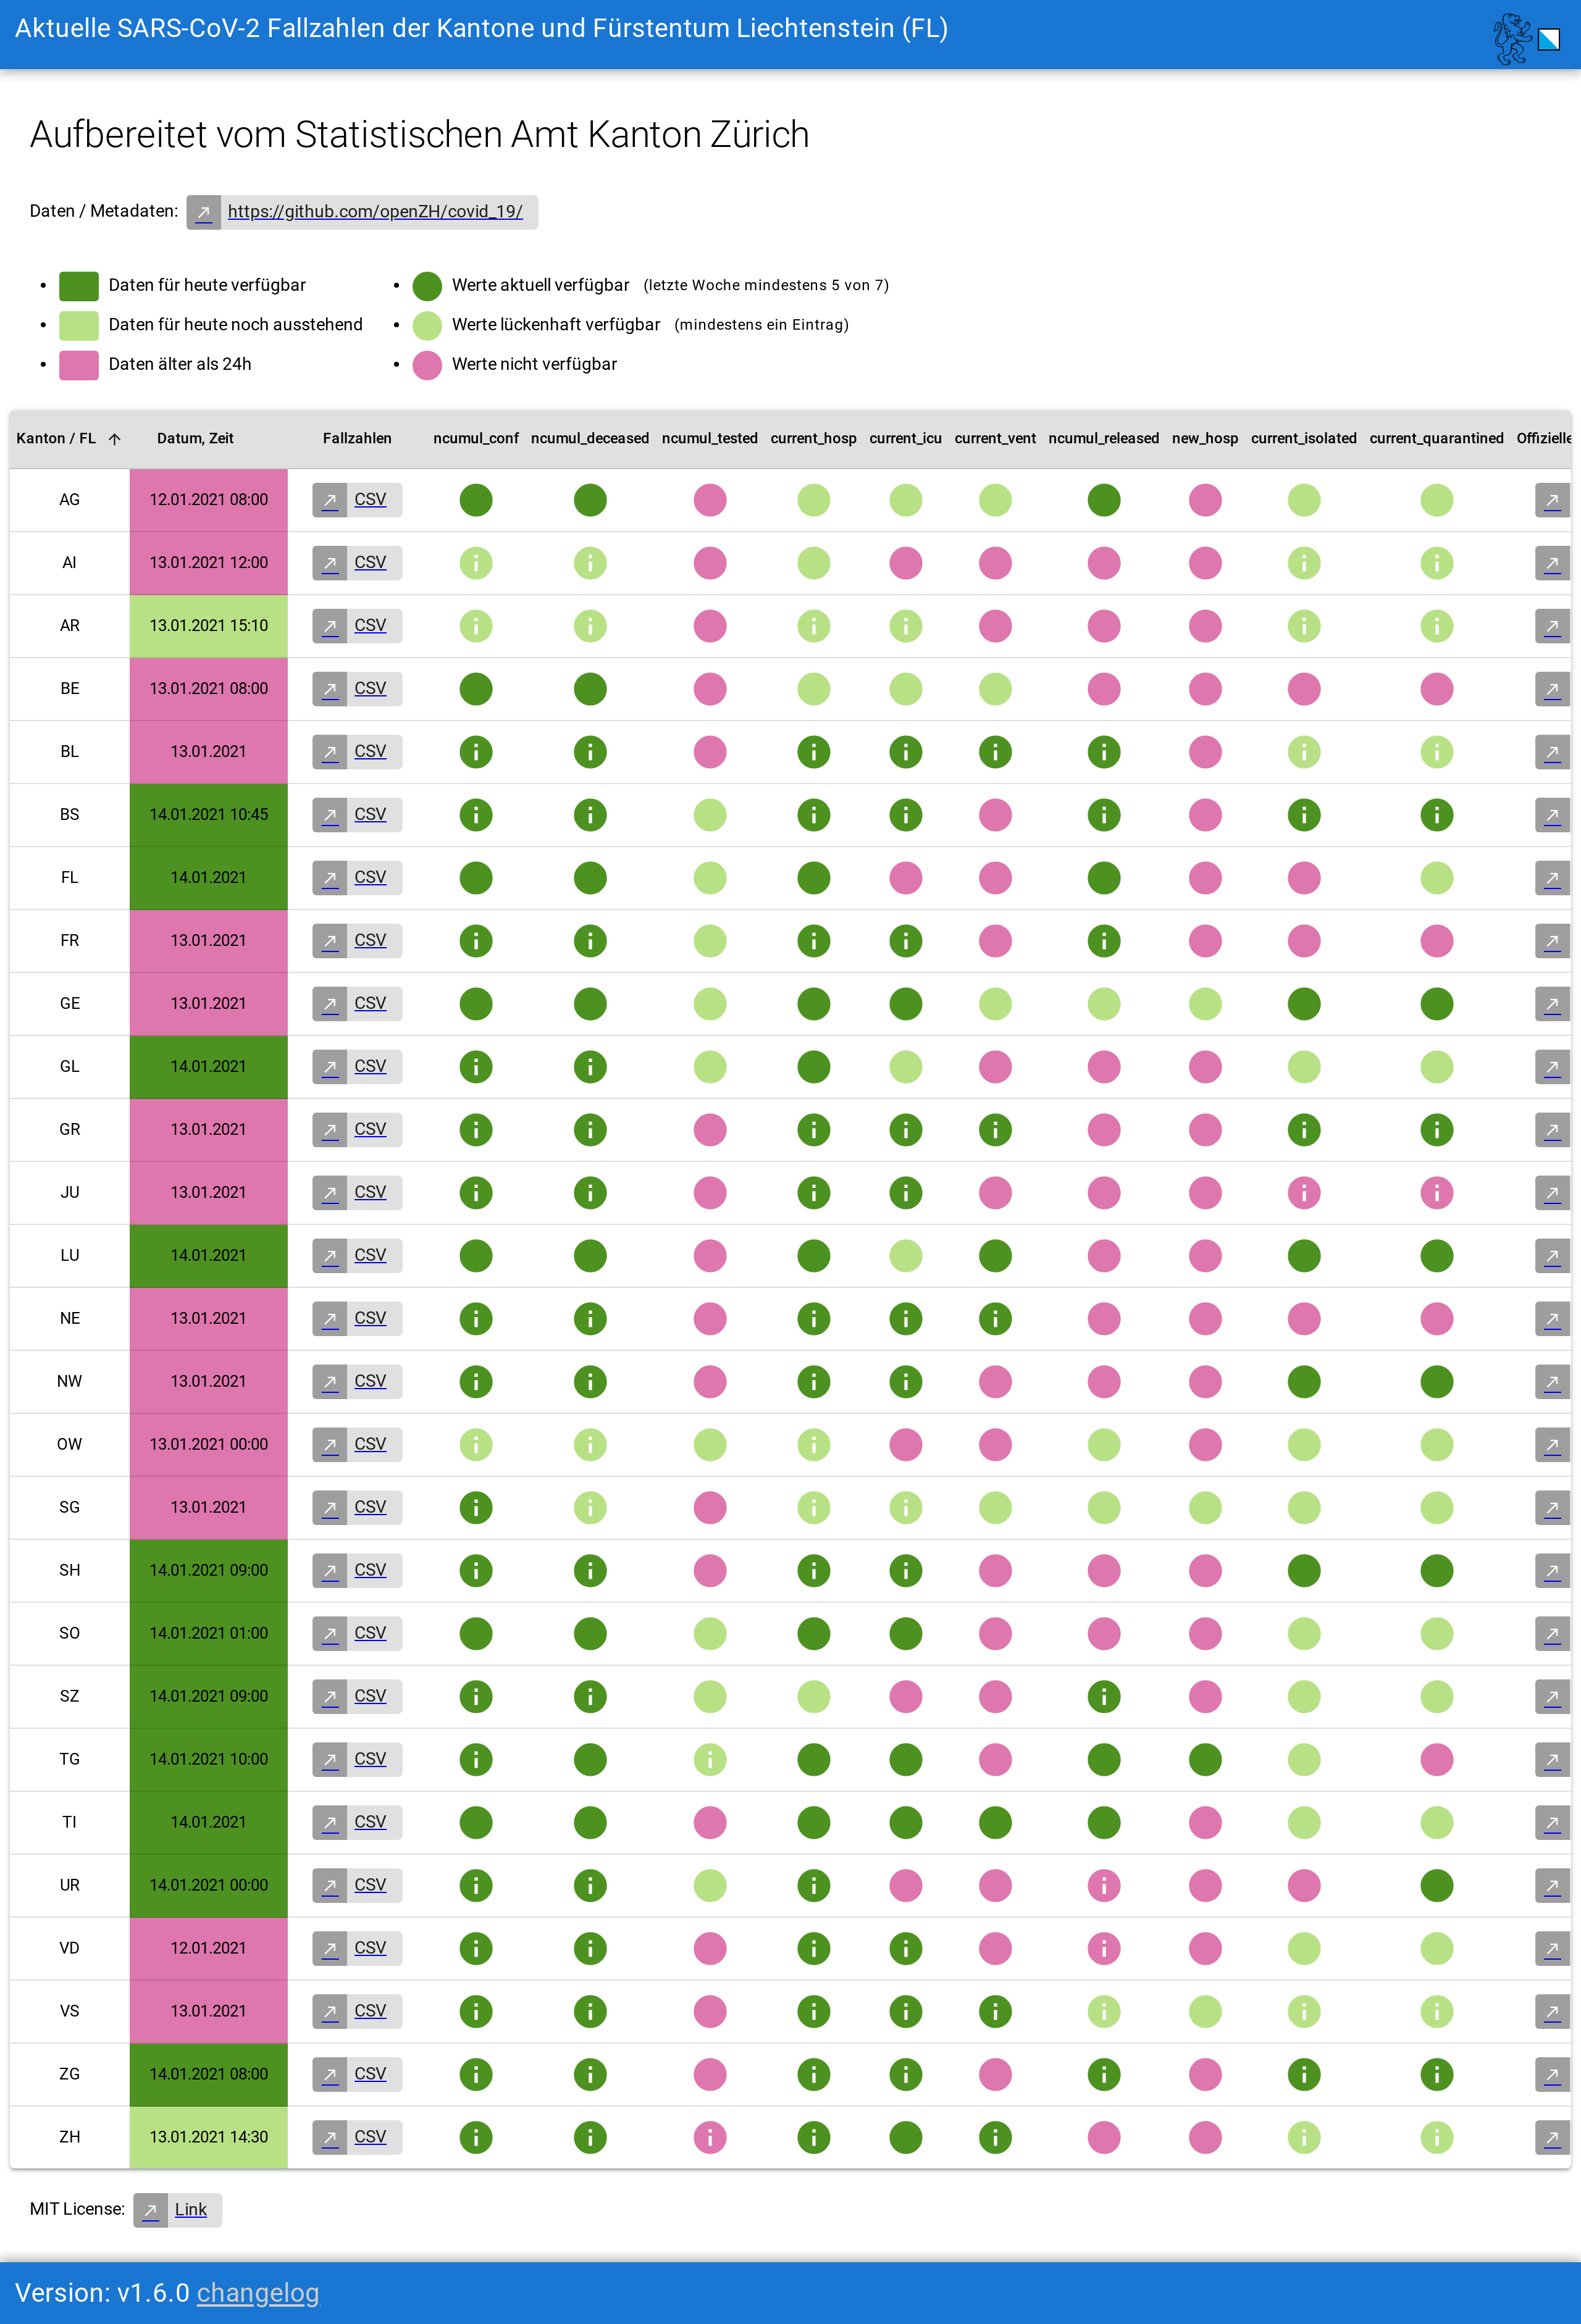 Aktuelle SARS-CoV-2 Fallzahlen der Kantone und Fürstentum Liechtenstein (FL)
Aufbereitet vom Statistischen Amt Kanton Zürich
Daten / Metadaten: https://github.com/openZH/covid_19/
Daten für heute verfügbar
Daten für heute noch ausstehend
Daten älter als 24h
Werte aktuell verfügbar (letzte Woche mindestens 5 von 7)
Werte lückenhaft verfügbar (mindestens ein Eintrag)
Werte nicht verfügbar
Kanton / FL Datum, Zeit Fallzahlen ncumul_conf ncumul_deceased ncumul_tested current_hosp current_icu current_vent ncumul_released new_hosp current_isolated current_quarantined Offizielle
AG 12.01.2021 08:00 CSV
AI 13.01.2021 12:00 CSV
AR 13.01.2021 15:10 CSV
BE 13.01.2021 08:00 CSV
BL 13.01.2021 CSV
BS 14.01.2021 10:45 CSV
FL 14.01.2021 CSV
FR 13.01.2021 CSV
GE 13.01.2021 CSV
GL 14.01.2021 CSV
GR 13.01.2021 CSV
JU 13.01.2021 CSV
LU 14.01.2021 CSV
NE 13.01.2021 CSV
NW 13.01.2021 CSV
OW 13.01.2021 00:00 CSV
SG 13.01.2021 CSV
SH 14.01.2021 09:00 CSV
SO 14.01.2021 01:00 CSV
SZ 14.01.2021 09:00 CSV
TG 14.01.2021 10:00 CSV
TI 14.01.2021 CSV
UR 14.01.2021 00:00 CSV
VD 12.01.2021 CSV
VS 13.01.2021 CSV
ZG 14.01.2021 08:00 CSV
ZH 13.01.2021 14:30 CSV
MIT License: Link
Version: v1.6.0 changelog